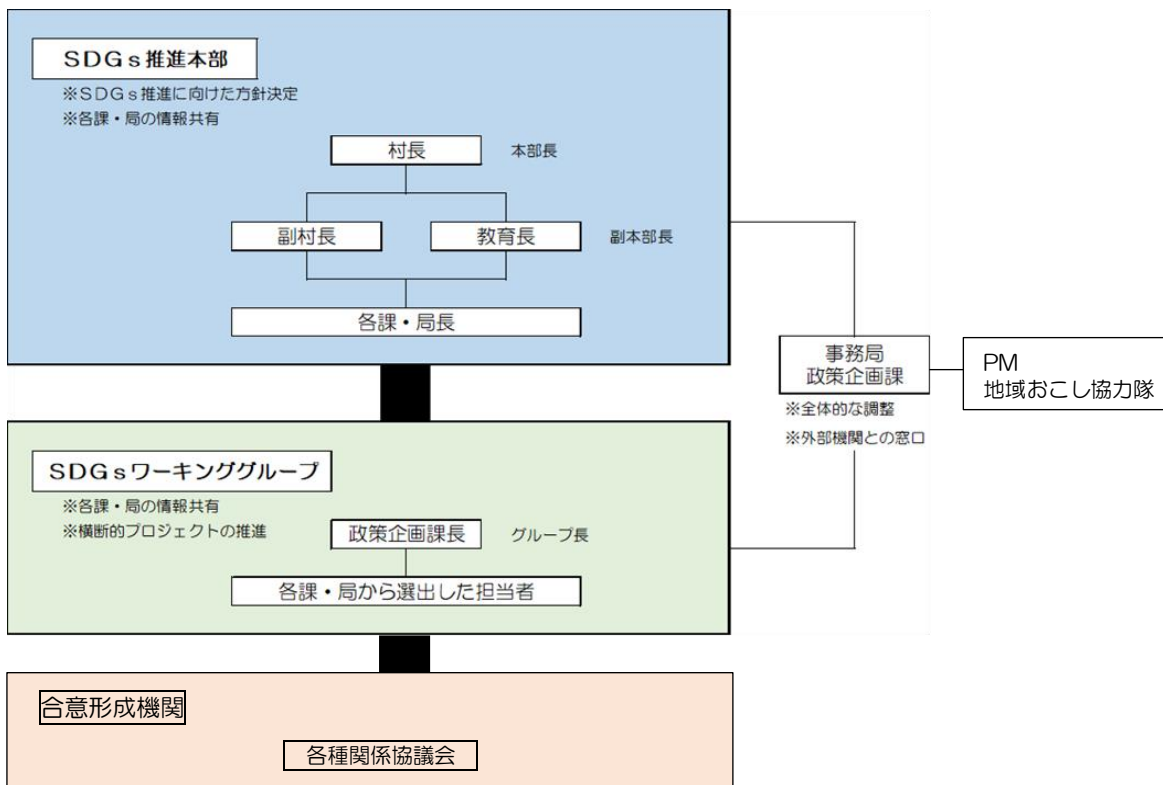 SDGs推進本部
※SDGs推進に向けた方針決定
※各課・局の情報共有
村長 本部長
副村長 教育長 副本部長
各課・局長
事務局
政策企画課
※全体的な調整
※外部機関との窓口
PM
地域おこし協力隊
SDGsワーキンググループ
※各課・局の情報共有
※横断的プロジェクトの推進
政策企画課長 グループ長
各課・局から選出した担当者
合意形成機関
各種関係協議会